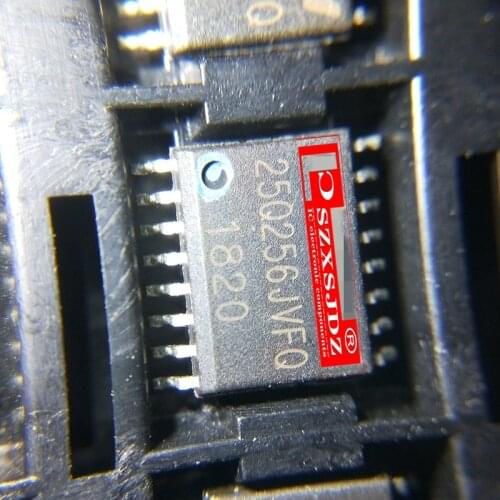 SZXSJDZ®
IC electronic components
25Q256JVFQ
1820